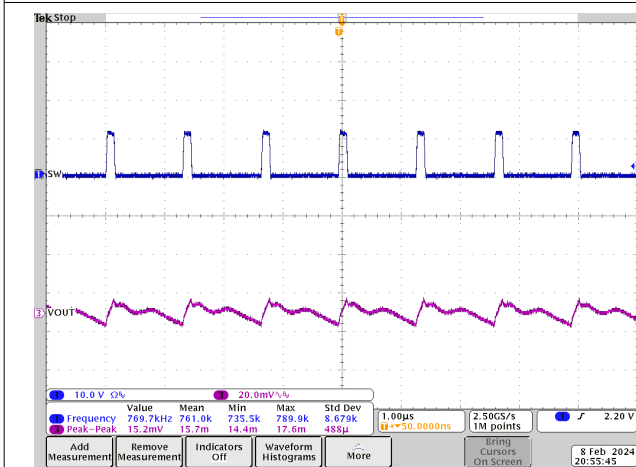 Tek Stop
T
T
1 SW
3 VOUT
1 10.0 V Ω 3 20.0mV
Value Mean Min Max Std Dev
1 Frequency 769.7kHz 761.0k 735.5k 789.9k 8.679k
3 Peak-Peak 15.2mV 15.7m 14.4m 17.6m 488µ
1.00µs 2.50GS/s 1 2.20 V
T→▼50.0000ns 1M points
Add Measurement Remove Measurement Indicators Off Waveform Histograms More Bring Cursors On Screen
8 Feb 2024
20:55:45